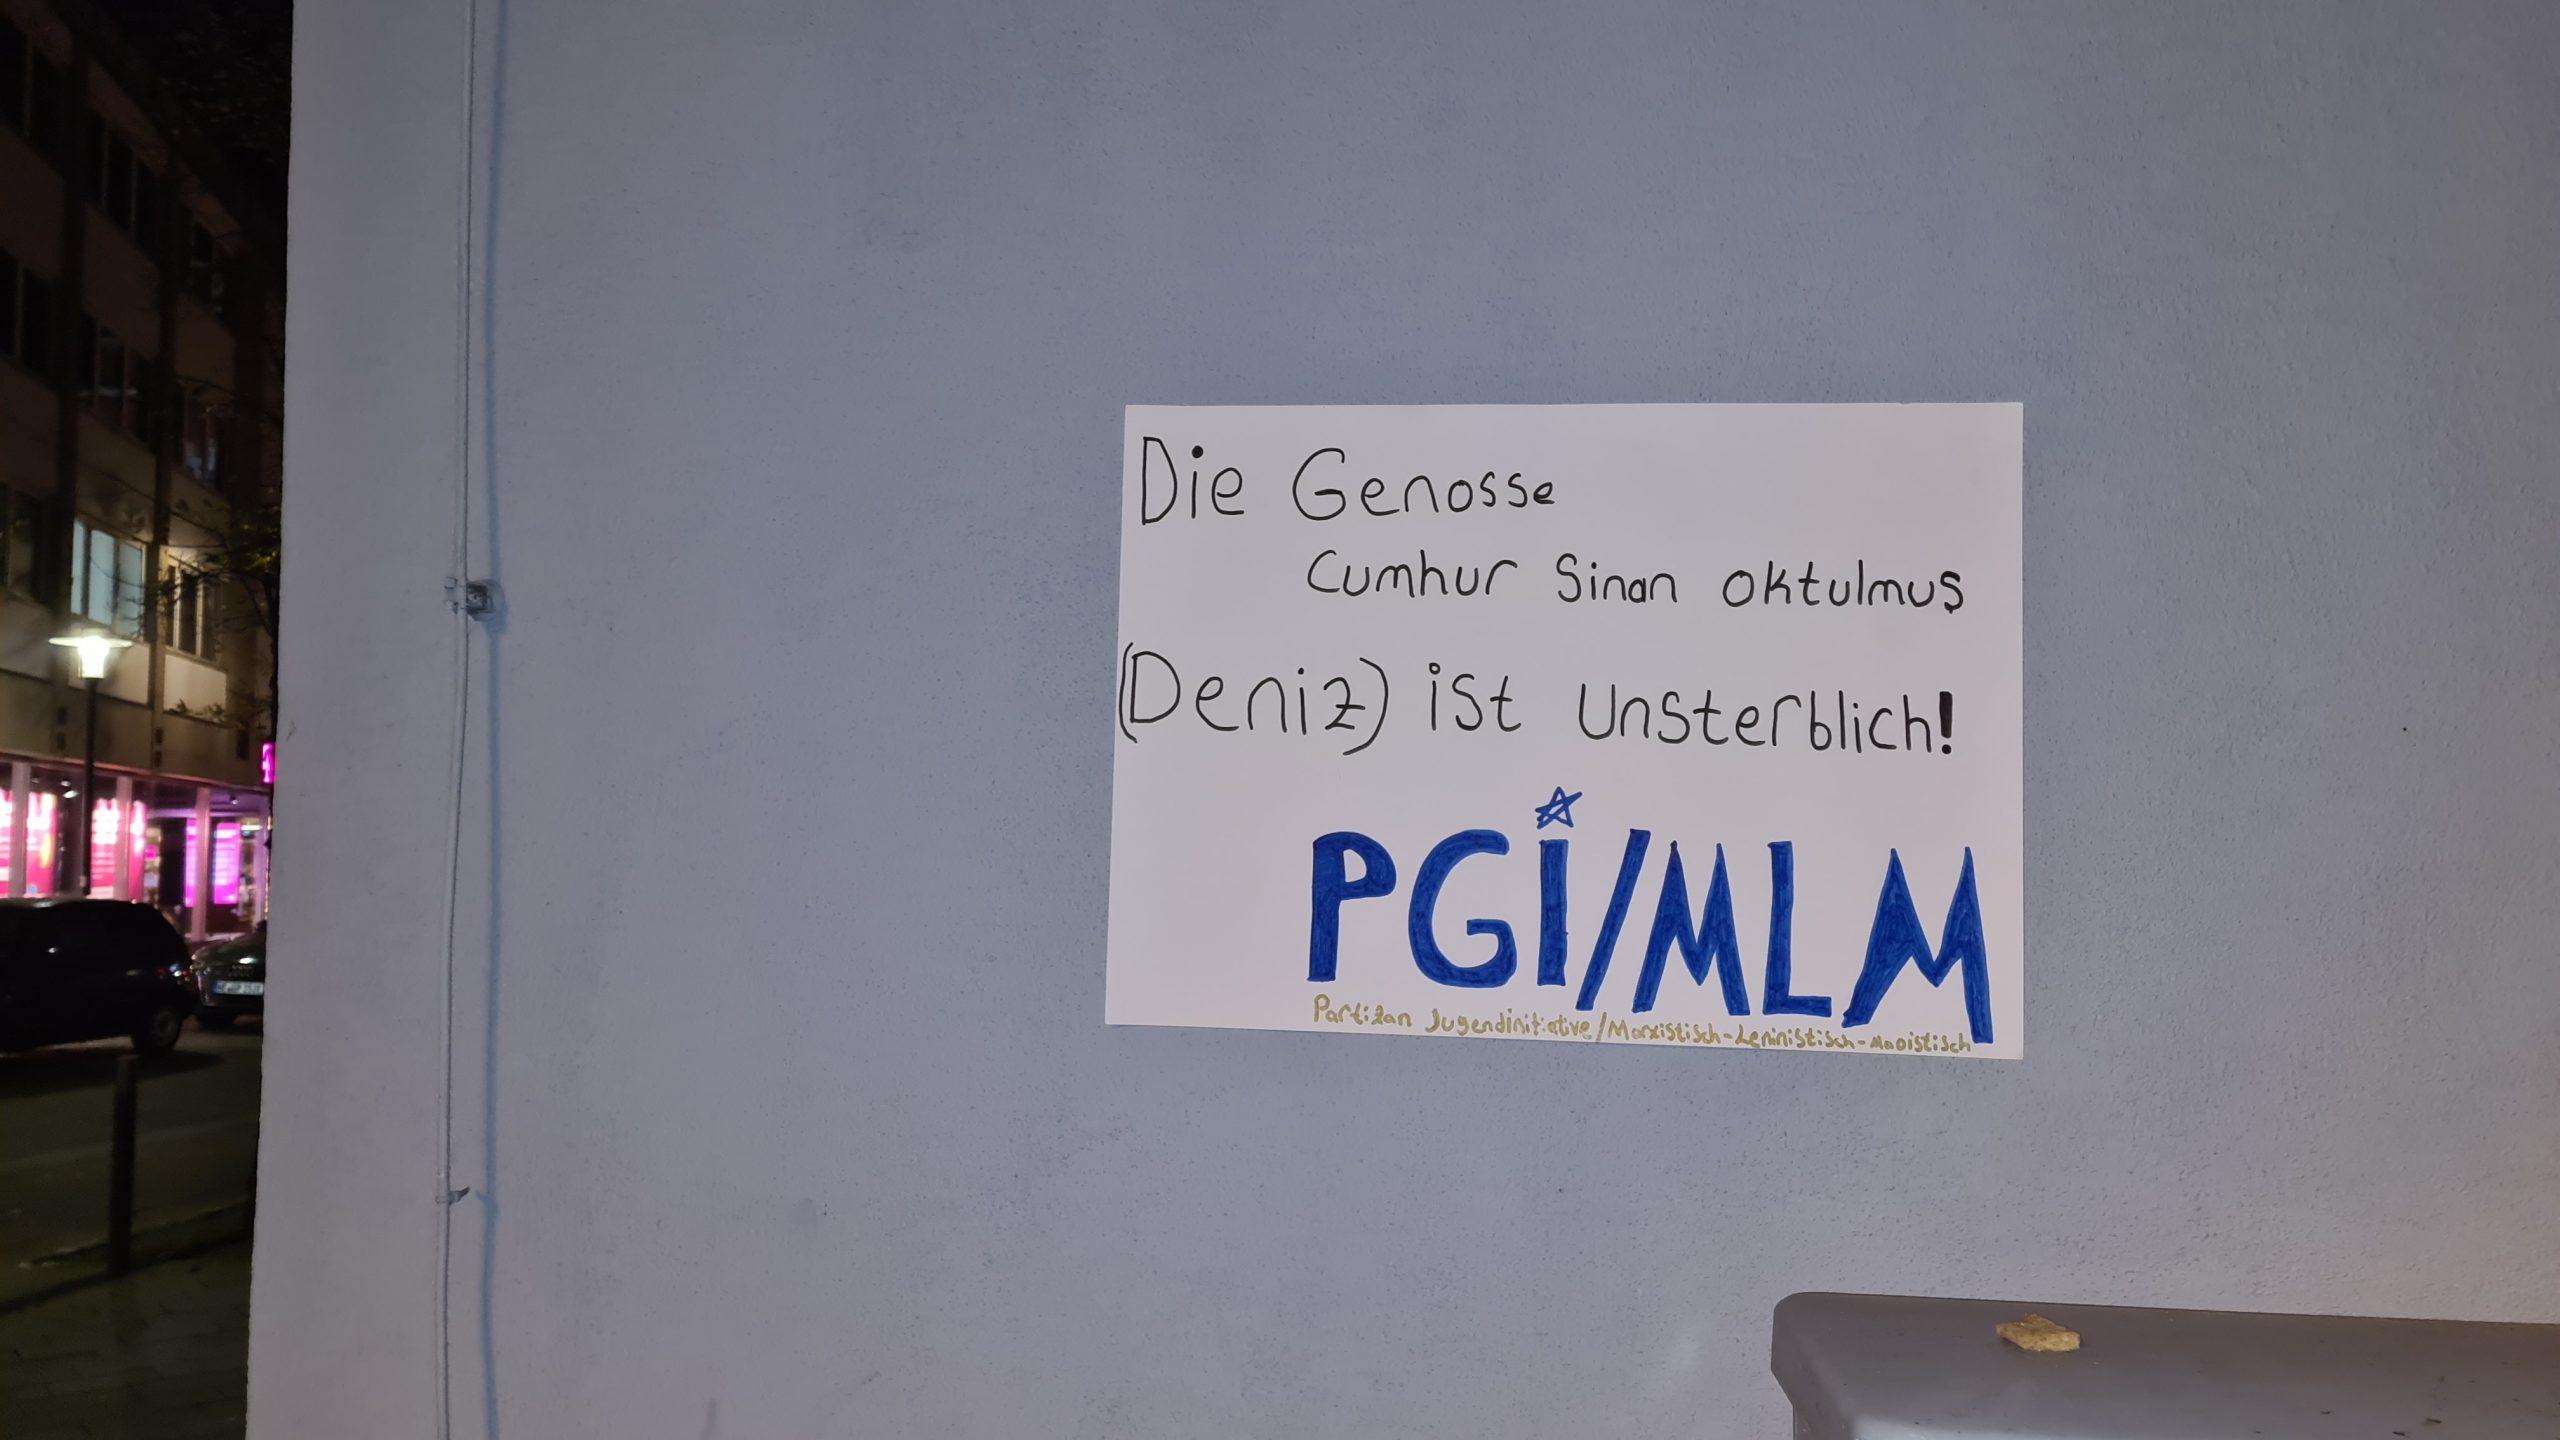 Die Genosse
Cumhur Sinan Oktulmuş
(Deniz) ist Unsterblich!
PGİ/MLM
Partizan Jugendinitiative/Marxistisch-Leninistisch-Maoistisch